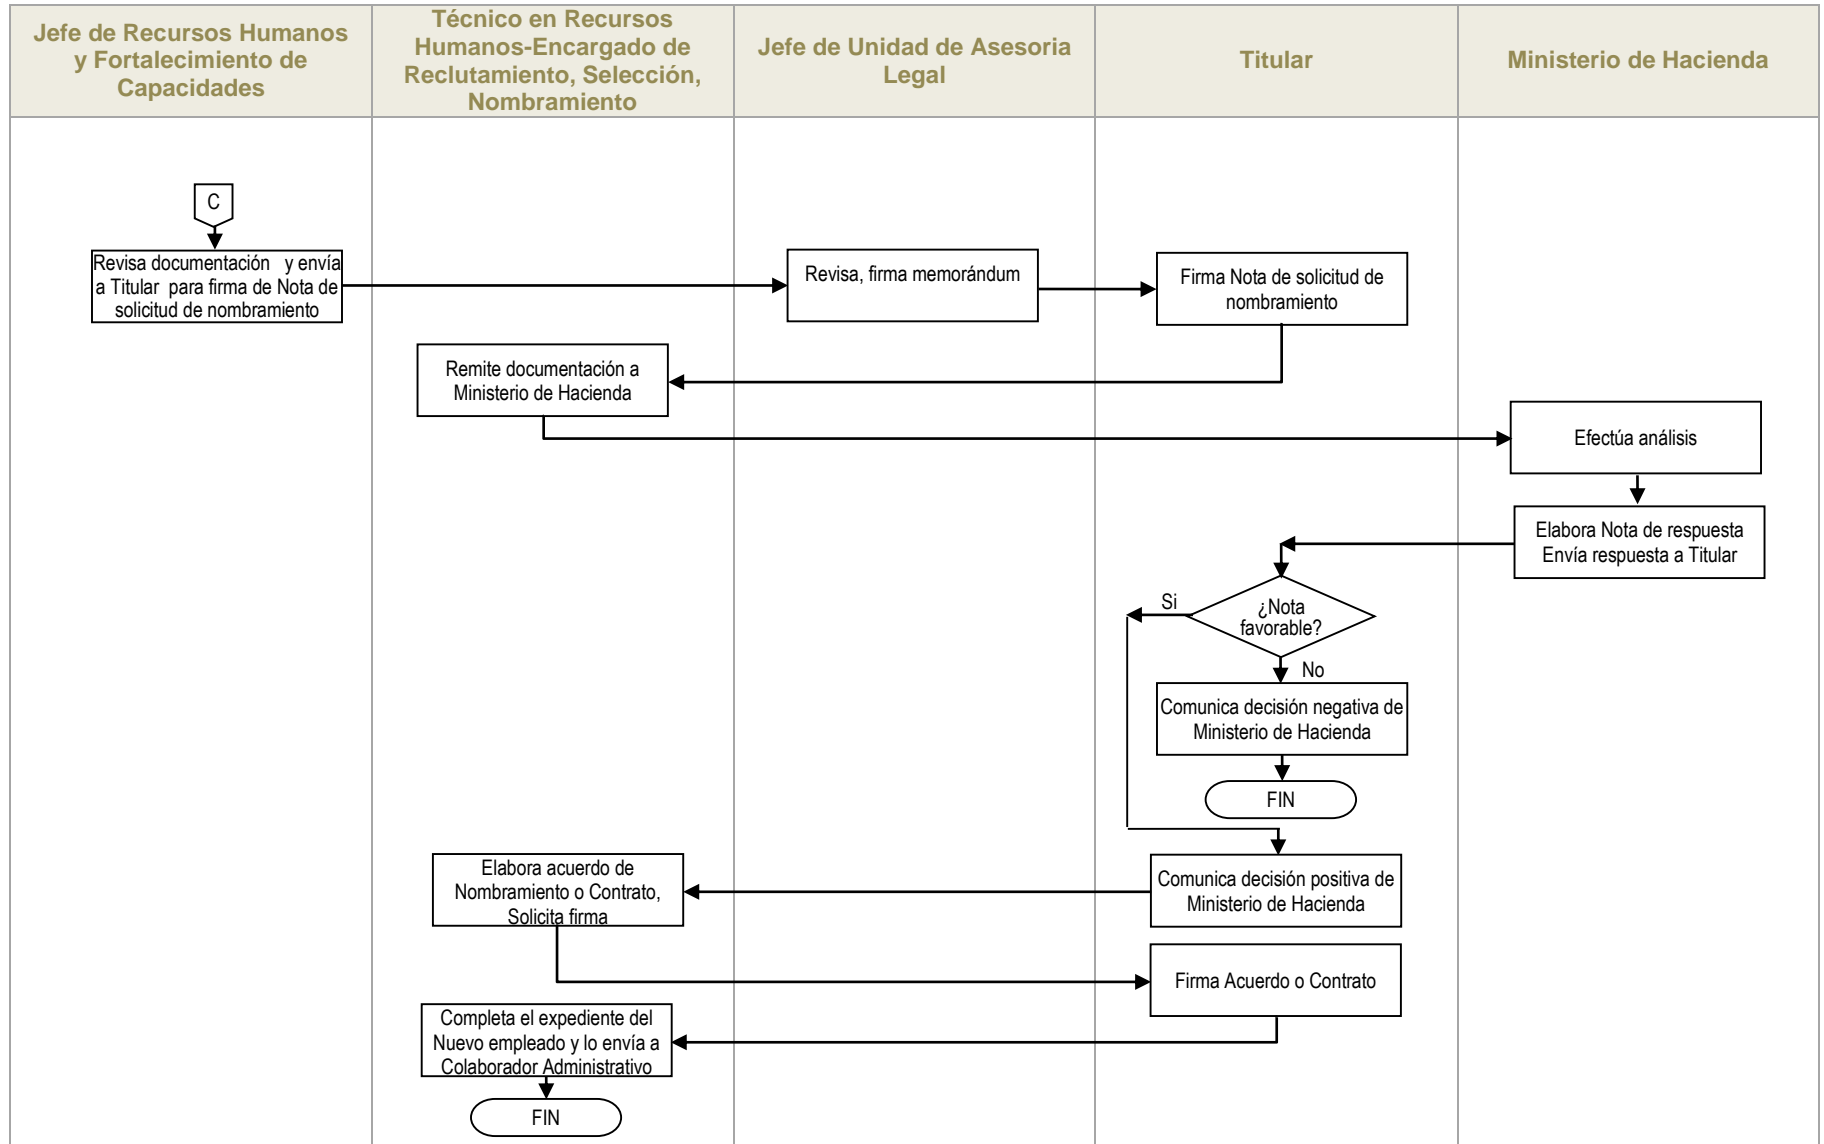 Jefe de Recursos Humanos
y Fortalecimiento de
Capacidades
Técnico en Recursos
Humanos-Encargado de
Reclutamiento, Selección,
Nombramiento
Jefe de Unidad de Asesoria
Legal
Titular
Ministerio de Hacienda
C
Revisa documentación y envía
a Titular para firma de Nota de
solicitud de nombramiento
Revisa, firma memorándum
Firma Nota de solicitud de
nombramiento
Remite documentación a
Ministerio de Hacienda
Efectúa análisis
Elabora Nota de respuesta
Envía respuesta a Titular
¿Nota
favorable?
Si
No
Comunica decisión negativa de
Ministerio de Hacienda
FIN
Comunica decisión positiva de
Ministerio de Hacienda
Elabora acuerdo de
Nombramiento o Contrato,
Solicita firma
Firma Acuerdo o Contrato
Completa el expediente del
Nuevo empleado y lo envía a
Colaborador Administrativo
FIN